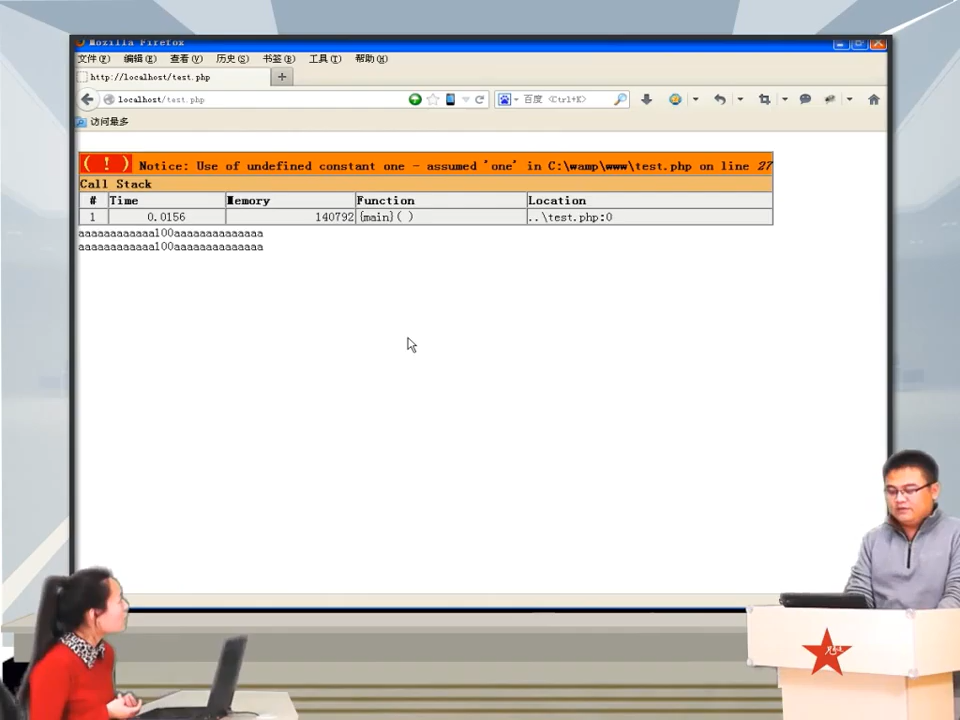 Mozilla Firefox
文件(F) 编辑(E) 查看(V) 历史(S) 书签(B) 工具(T) 帮助(H)
http://localhost/test.php +
localhost/test.php 百度 <Ctrl+K>
访问最多
( ! ) Notice: Use of undefined constant one - assumed 'one' in C:\wamp\www\test.php on line 27
Call Stack
# Time Memory Function Location
1 0.0156 140792 {main}( ) ..\test.php:0
aaaaaaaaaaaa100aaaaaaaaaaaaaa
aaaaaaaaaaaa100aaaaaaaaaaaaaa